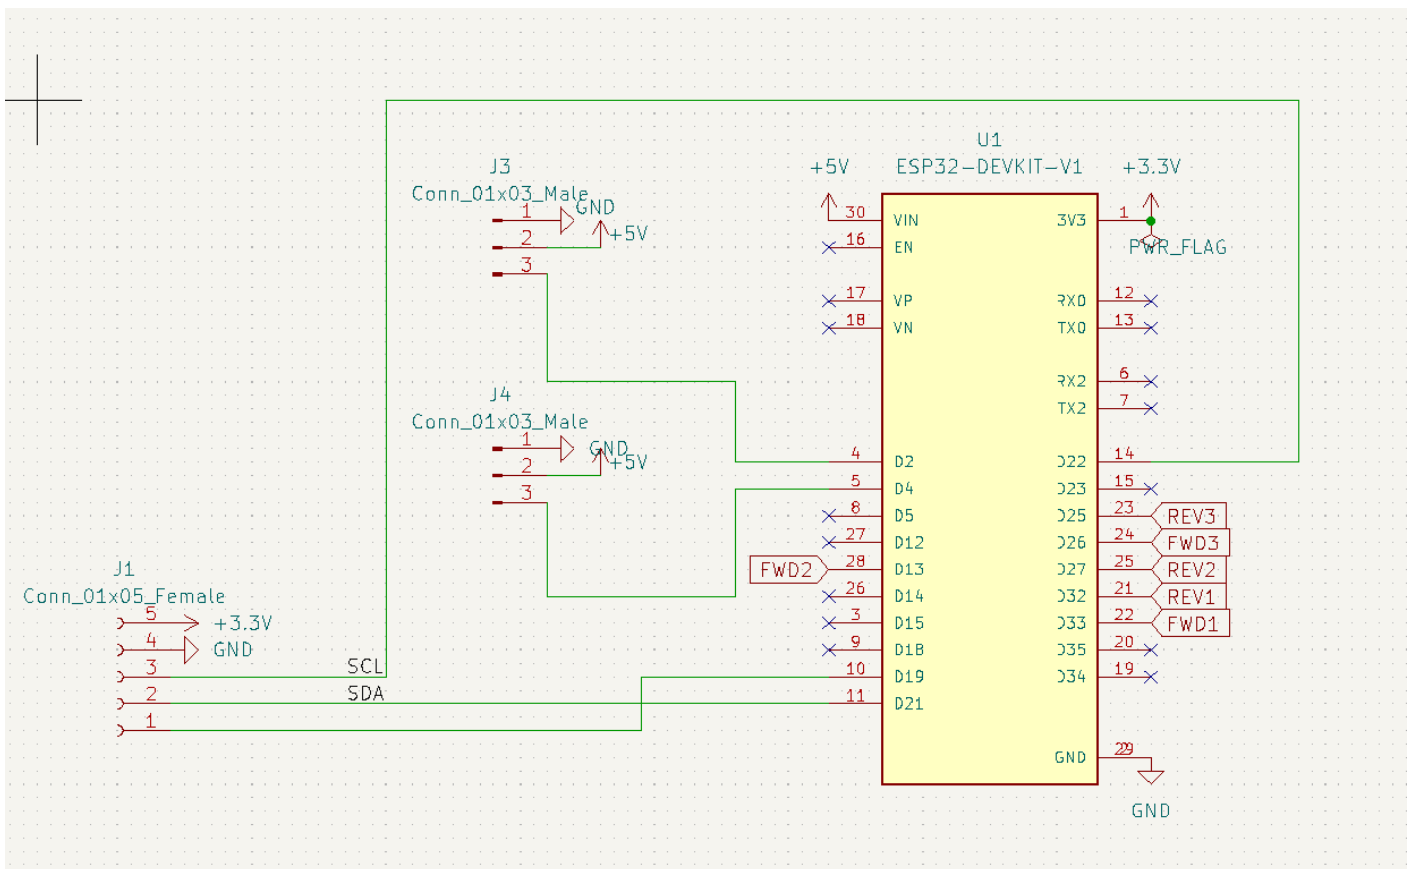 U1
ESP32-DEVKIT-V1
+5V
+3.3V
J3
Conn_01x03_Male
1
GND
2
+5V
3
J4
Conn_01x03_Male
1
GND
2
+5V
3
J1
Conn_01x05_Female
5
+3.3V
4
GND
3
SCL
2
SDA
1
30
VIN
16
EN
17
VP
18
VN
4
D2
5
D4
8
D5
27
D12
FWD2
28
D13
26
D14
3
D15
9
D18
10
D19
11
D21
3V3
1
PWR_FLAG
RX0
12
TX0
13
RX2
6
TX2
7
D22
14
D23
15
D25
23
REV3
D26
24
FWD3
D27
25
REV2
D32
21
REV1
D33
22
FWD1
D35
20
D34
19
GND
GND